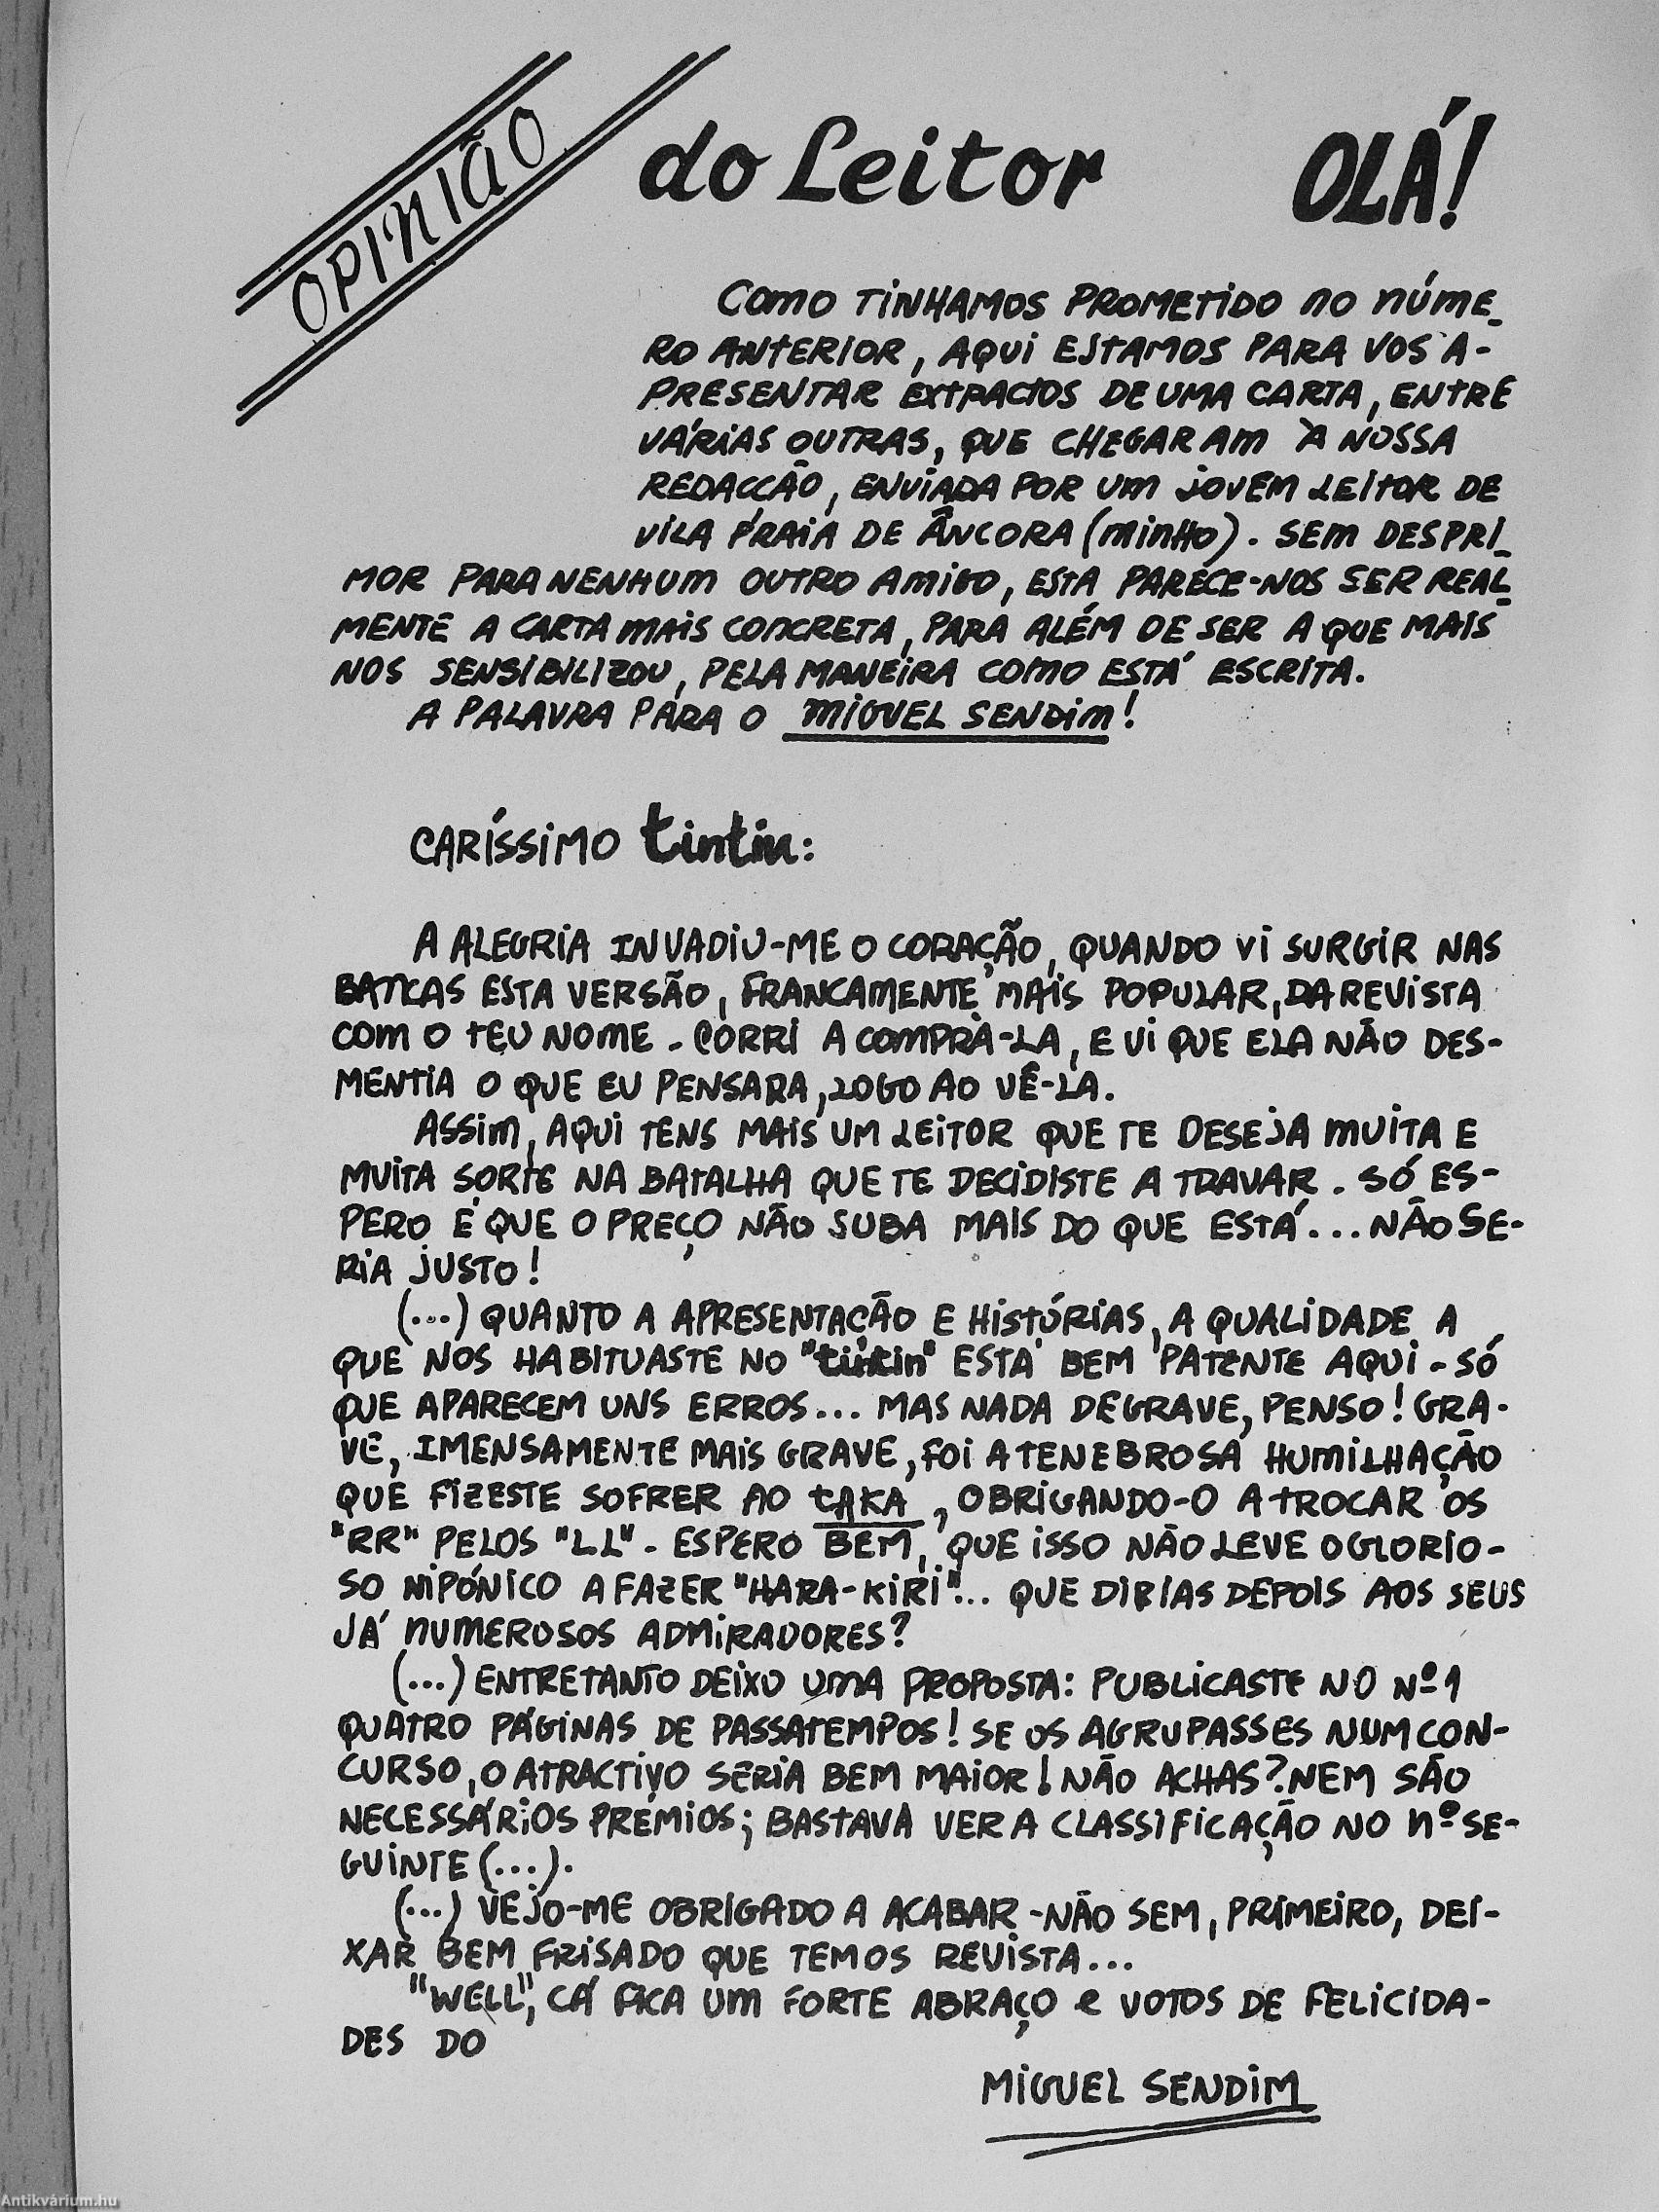 OPINIÃO do Leitor OLÁ!
COMO TINHAMOS PROMETIDO NO NÚME-
RO ANTERIOR, AQUI ESTAMOS PARA VOS A-
PRESENTAR EXTRACTOS DE UMA CARTA, ENTRE
VÁRIAS OUTRAS, QUE CHEGARAM À NOSSA
REDACÇÃO, ENVIADA POR UM JOVEM LEITOR DE
VILA PRAIA DE ÂNCORA (MINHO). SEM DESPRI-
MOR PARA NENHUM OUTRO AMIGO, ESTA PARECE-NOS SER REAL-
MENTE A CARTA MAIS CONCRETA, PARA ALÉM DE SER A QUE MAIS
NOS SENSIBILIZOU, PELA MANEIRA COMO ESTÁ ESCRITA.
A PALAVRA PARA O MIGUEL SENDIM!
CARÍSSIMO tintin:
A ALEGRIA INVADIU-ME O CORAÇÃO, QUANDO VI SURGIR NAS
BANCAS ESTA VERSÃO, FRANCAMENTE MAIS POPULAR, DA REVISTA
COM O TEU NOME. CORRI A COMPRÁ-LA, E VI QUE ELA NÃO DES-
MENTIA O QUE EU PENSARA, LOGO AO VÊ-LA.
ASSIM, AQUI TENS MAIS UM LEITOR QUE TE DESEJA MUITA E
MUITA SORTE NA BATALHA QUE TE DECIDISTE A TRAVAR. SÓ ES-
PERO É QUE O PREÇO NÃO SUBA MAIS DO QUE ESTÁ... NÃO SE-
RIA JUSTO!
(...) QUANTO A APRESENTAÇÃO E HISTÓRIAS, A QUALIDADE A
QUE NOS HABITUASTE NO "tintin" ESTÁ BEM PATENTE AQUI. SÓ
QUE APARECEM UNS ERROS... MAS NADA DE GRAVE, PENSO! GRA-
VE, IMENSAMENTE MAIS GRAVE, FOI A TENEBROSA HUMILHAÇÃO
QUE FIZESTE SOFRER AO TAKA, OBRIGANDO-O A TROCAR OS
"RR" PELOS "LL". ESPERO BEM, QUE ISSO NÃO LEVE O GLORIO-
SO NIPÓNICO A FAZER "HARA-KIRI"... QUE DIRIAS DEPOIS AOS SEUS
JÁ NUMEROSOS ADMIRADORES?
(...) ENTRETANTO DEIXO UMA PROPOSTA: PUBLICASTE NO Nº 1
QUATRO PÁGINAS DE PASSATEMPOS! SE OS AGRUPASSES NUM CON-
CURSO, O ATRACTIVO SERIA BEM MAIOR! NÃO ACHAS? NEM SÃO
NECESSÁRIOS PRÉMIOS; BASTAVA VER A CLASSIFICAÇÃO NO Nº SE-
GUINTE (...).
(...) VEJO-ME OBRIGADO A ACABAR - NÃO SEM, PRIMEIRO, DEI-
XAR BEM FRISADO QUE TEMOS REVISTA...
"WELL", CÁ FICA UM FORTE ABRAÇO e VOTOS DE FELICIDA-
DES DO
MIGUEL SENDIM
Antikvárium.hu